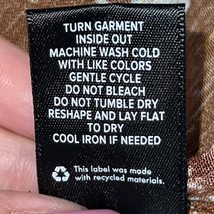 TURN GARMENT
INSIDE OUT
MACHINE WASH COLD
WITH LIKE COLORS
GENTLE CYCLE
DO NOT BLEACH
DO NOT TUMBLE DRY
RESHAPE AND LAY FLAT
TO DRY
COOL IRON IF NEEDED
This label was made
with recycled materials.